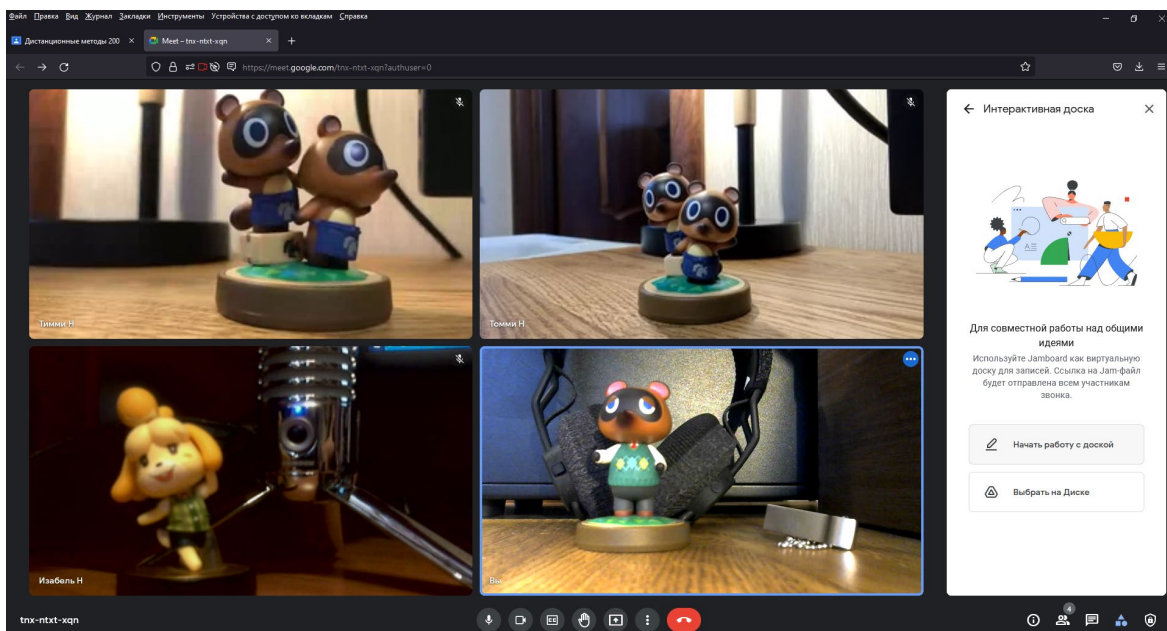 Файл Правка Вид Журнал Закладки Инструменты Устройства с доступом ко вкладкам Справка
Дистанционные методы 200
Meet – tnx-ntxt-xqn
https://meet.google.com/tnx-ntxt-xqn?authuser=0
Тимми Н
Томми Н
Изабель Н
Вы
Интерактивная доска
Для совместной работы над общими
идеями
Используйте Jamboard как виртуальную
доску для записей. Ссылка на Jam-файл
будет отправлена всем участникам
звонка.
Начать работу с доской
Выбрать на Диске
tnx-ntxt-xqn
4